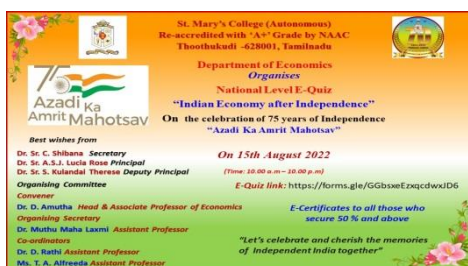 St. Mary's College (Autonomous)
Re-accredited with 'A+' Grade by NAAC
Thoothukudi -628001, Tamilnadu
Department of Economics
Organises
National Level E-Quiz
"Indian Economy after Independence"
On the celebration of 75 years of Independence
"Azadi Ka Amrit Mahotsav"
Azadi Ka
Amrit
Mahotsav
Best wishes from
Dr. Sr. C. Shibana Secretary
Dr. Sr. A.S.J. Lucia Rose Principal
Dr. Sr. S. Kulandai Therese Deputy Principal
Organising Committee
Convener
Dr. D. Amutha Head & Associate Professor of Economics
Organising Secretary
Dr. Muthu Maha Laxmi Assistant Professor
Co-ordinators
Dr. D. Rathi Assistant Professor
Ms. T. A. Alfreeda Assistant Professor
On 15th August 2022
(Time: 10.00 a.m – 10.00 p.m)
E-Quiz link: https://forms.gle/GGbsxeEzxqcdwxJD6
E-Certificates to all those who
secure 50 % and above
"Let's celebrate and cherish the memories
of Independent India together"